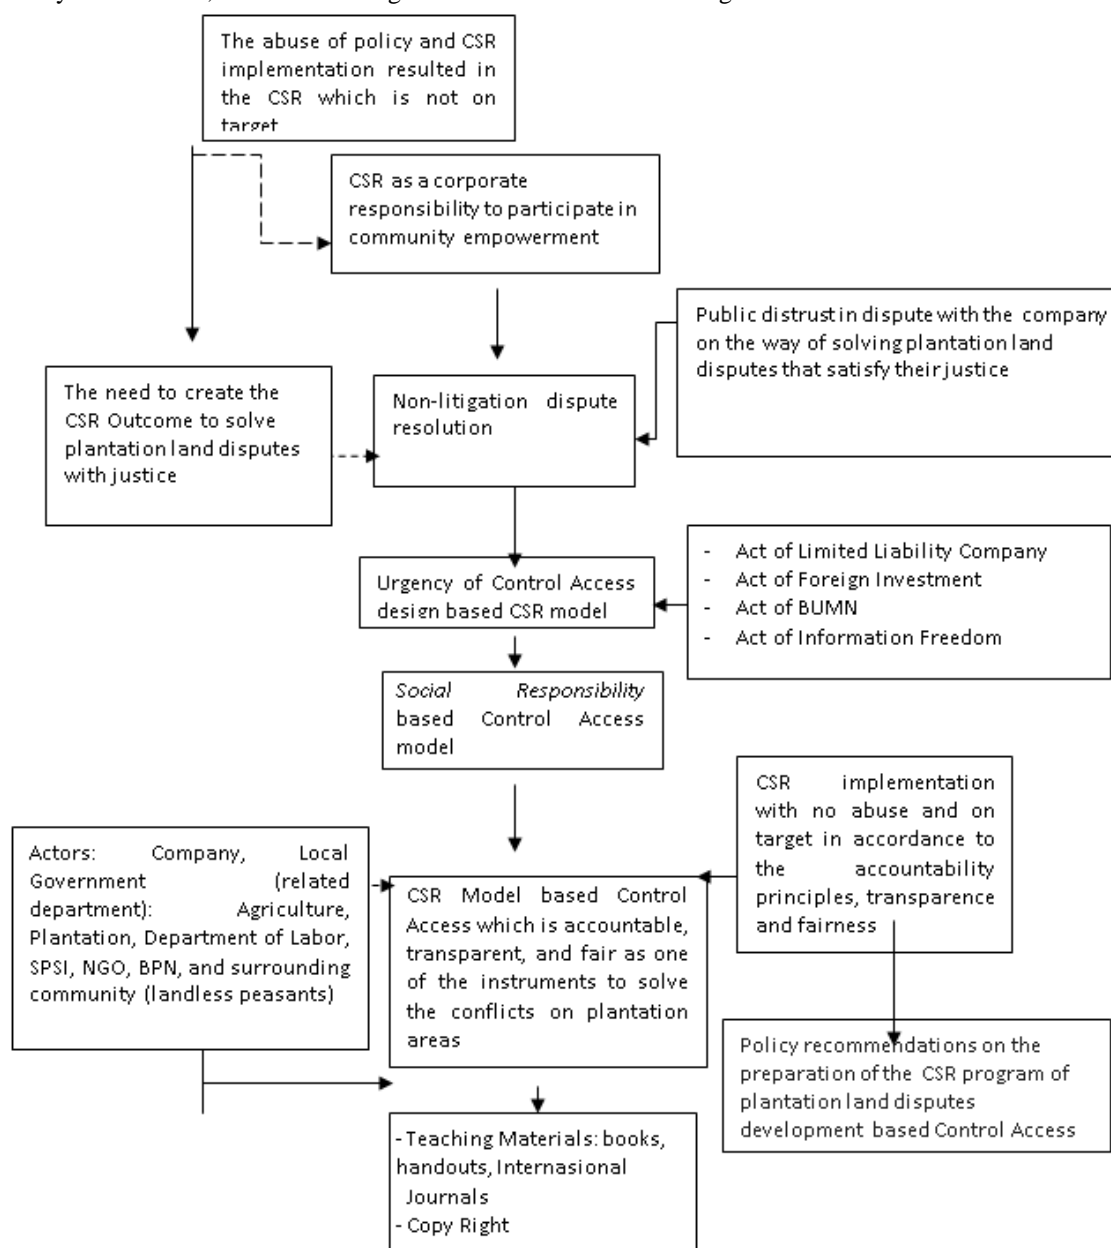 The abuse of policy and CSR
implementation resulted in
the CSR which is not on
target
CSR as a corporate
responsibility to participate in
community empowerment
Public distrust in dispute with the company
on the way of solving plantation land
disputes that satisfy their justice
The need to create the
CSR Outcome to solve
plantation land disputes
with justice
Non-litigation dispute
resolution
- Act of Limited Liability Company
- Act of Foreign Investment
- Act of BUMN
- Act of Information Freedom
Urgency of Control Access
design based CSR model
Social Responsibility
based Control Access
model
CSR implementation
with no abuse and on
target in accordance to
the accountability
principles, transparence
and fairness
Actors: Company, Local
Government (related
department): Agriculture,
Plantation, Department of Labor,
SPSI, NGO, BPN, and surrounding
community (landless peasants)
CSR Model based Control
Access which is accountable,
transparent, and fair as one
of the instruments to solve
the conflicts on plantation
areas
Policy recommendations on the
preparation of the CSR program of
plantation land disputes
development based Control Access
- Teaching Materials: books,
handouts, Internasional
Journals
- Copy Right